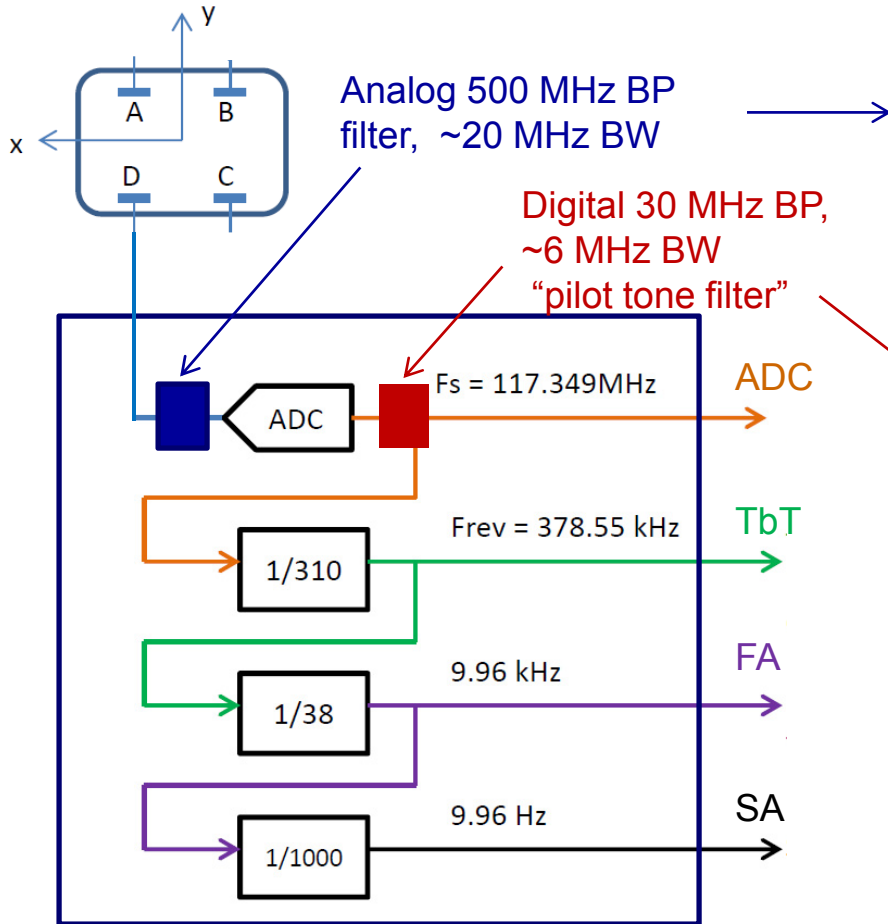 y
A
B
x
D
C
Analog 500 MHz BP
filter, ~20 MHz BW
Digital 30 MHz BP,
~6 MHz BW
“pilot tone filter”
Fs = 117.349MHz
ADC
ADC
Frev = 378.55 kHz
TbT
1/310
9.96 kHz
FA
1/38
9.96 Hz
SA
1/1000